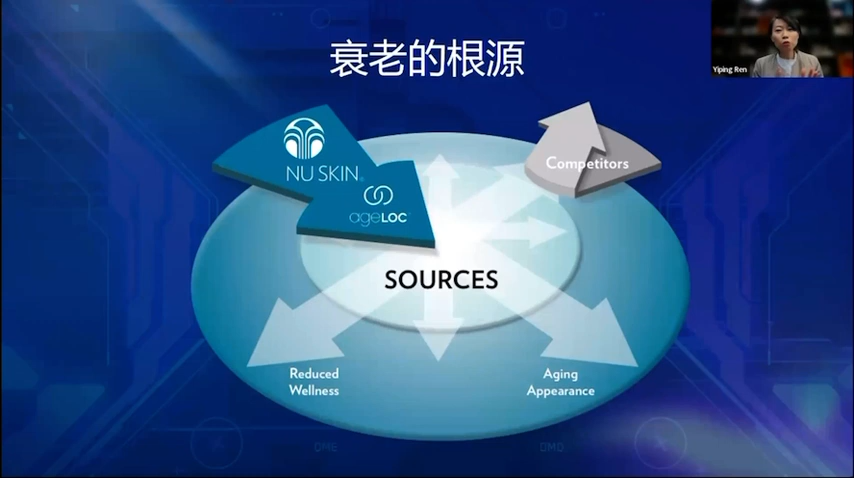 衰老的根源
Yiping Ren
NU SKIN
ageLOC
Competitors
SOURCES
Reduced
Wellness
Aging
Appearance